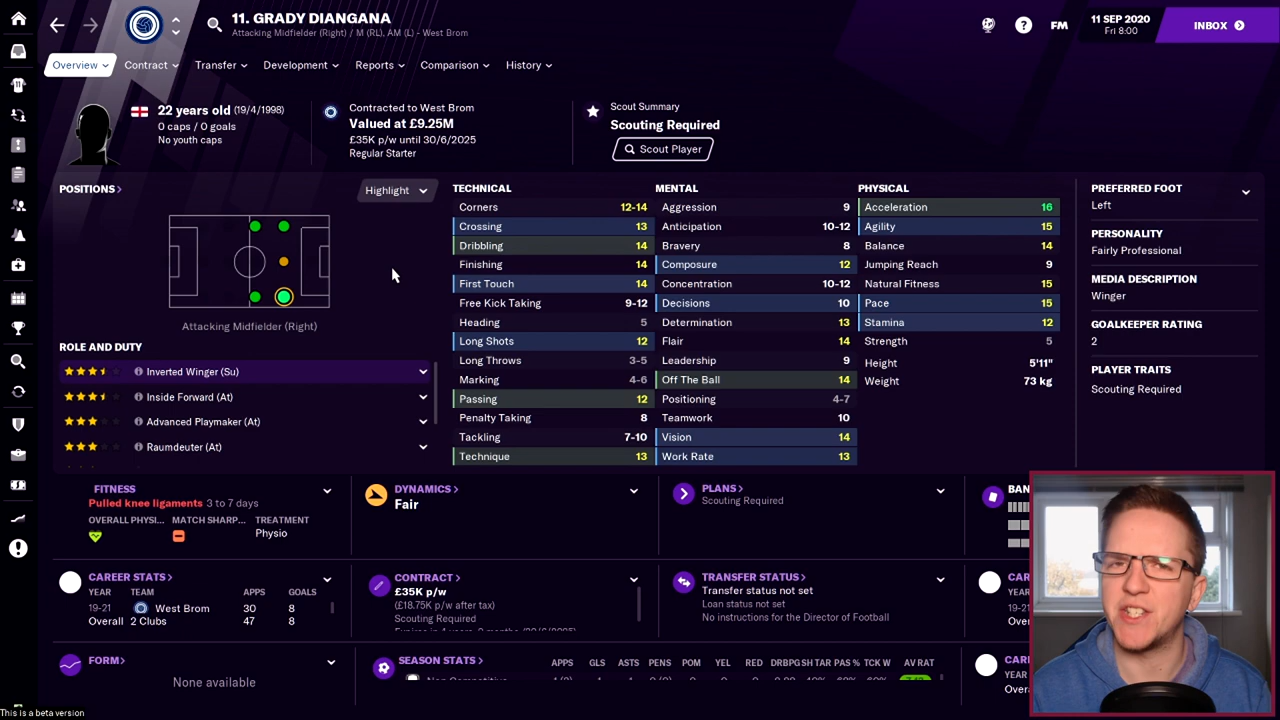 11. GRADY DIANGANA
Attacking Midfielder (Right) / M (RL), AM (L) - West Brom
FM
11 SEP 2020
Fri 8:00
INBOX
Overview
Contract
Transfer
Development
Reports
Comparison
History
22 years old (19/4/1998)
0 caps / 0 goals
No youth caps
Contracted to West Brom
Valued at £9.25M
£35K p/w until 30/6/2025
Regular Starter
Scout Summary
Scouting Required
Scout Player
POSITIONS
Highlight
Attacking Midfielder (Right)
ROLE AND DUTY
Inverted Winger (Su)
Inside Forward (At)
Advanced Playmaker (At)
Raumdeuter (At)
TECHNICAL
Corners 12-14
Crossing 13
Dribbling 14
Finishing 14
First Touch 14
Free Kick Taking 9-12
Heading 5
Long Shots 12
Long Throws 3-5
Marking 4-6
Passing 12
Penalty Taking 8
Tackling 7-10
Technique 13
MENTAL
Aggression 9
Anticipation 10-12
Bravery 8
Composure 12
Concentration 10-12
Decisions 10
Determination 13
Flair 14
Leadership 9
Off The Ball 14
Positioning 4-7
Teamwork 10
Vision 14
Work Rate 13
PHYSICAL
Acceleration 16
Agility 15
Balance 14
Jumping Reach 9
Natural Fitness 15
Pace 15
Stamina 12
Strength 5
Height 5'11"
Weight 73 kg
PREFERRED FOOT
Left
PERSONALITY
Fairly Professional
MEDIA DESCRIPTION
Winger
GOALKEEPER RATING
2
PLAYER TRAITS
Scouting Required
FITNESS
Pulled knee ligaments 3 to 7 days
OVERALL PHYSI... MATCH SHARP... TREATMENT
Physio
DYNAMICS
Fair
PLANS
Scouting Required
BAN
CAREER STATS
YEAR TEAM APPS GOALS
19-21 West Brom 30 8
Overall 2 Clubs 47 8
CONTRACT
£35K p/w
(£18.75K p/w after tax)
Scouting Required
TRANSFER STATUS
Transfer status not set
Loan status not set
No instructions for the Director of Football
CAR
YEAR
19-21
Over
FORM
None available
SEASON STATS
APPS GLS ASTS PENS POM YEL RED DRBPG SH TAR PAS % TCK W AV RAT
CAR
YEAR
Over
This is a beta version